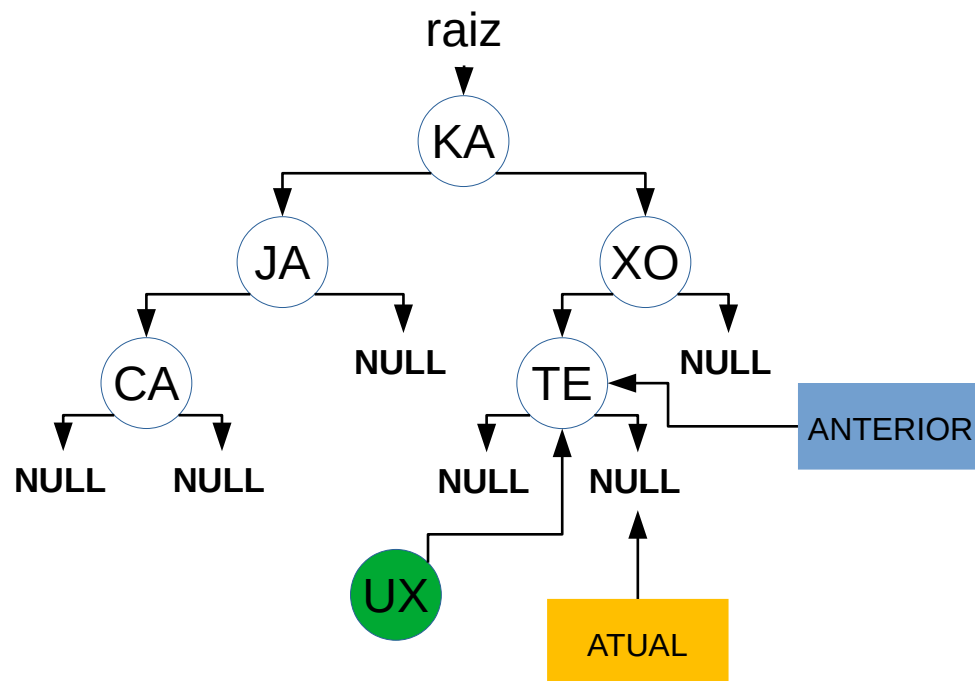 raiz
KA
JA
XO
NULL
NULL
CA
TE
ANTERIOR
NULL
NULL
NULL
NULL
UX
ATUAL